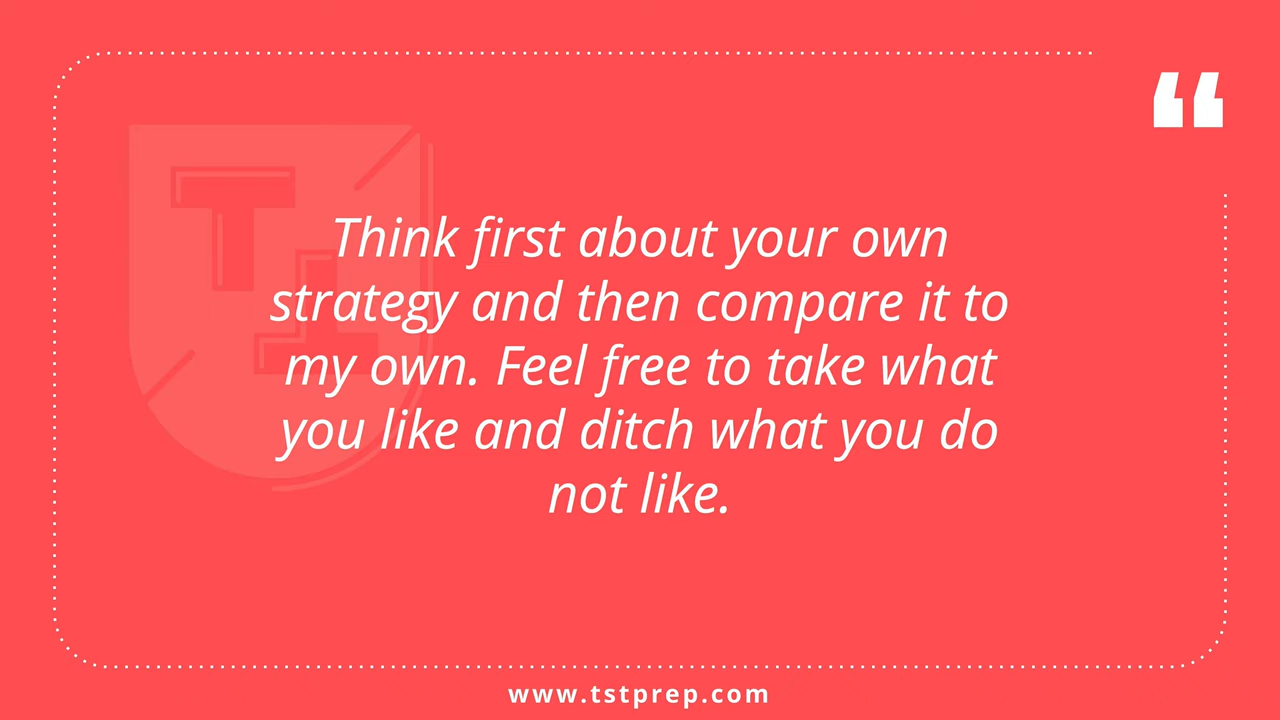 “
Think first about your own
strategy and then compare it to
my own. Feel free to take what
you like and ditch what you do
not like.
www.tstprep.com